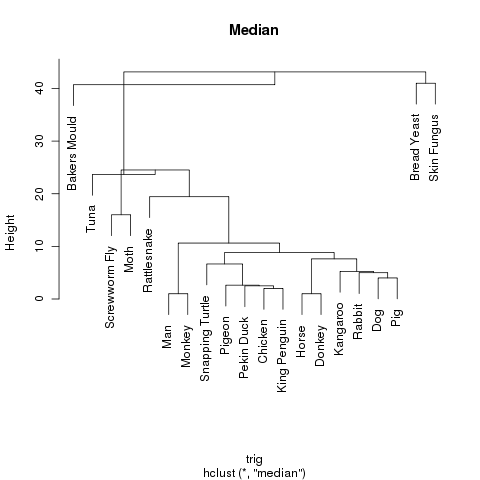 Median
Height
0
10
20
30
40
Bakers Mould
Tuna
Screwworm Fly
Moth
Rattlesnake
Man
Monkey
Snapping Turtle
Pigeon
Pekin Duck
Chicken
King Penguin
Horse
Donkey
Kangaroo
Rabbit
Dog
Pig
Bread Yeast
Skin Fungus
trig
hclust (*, "median")